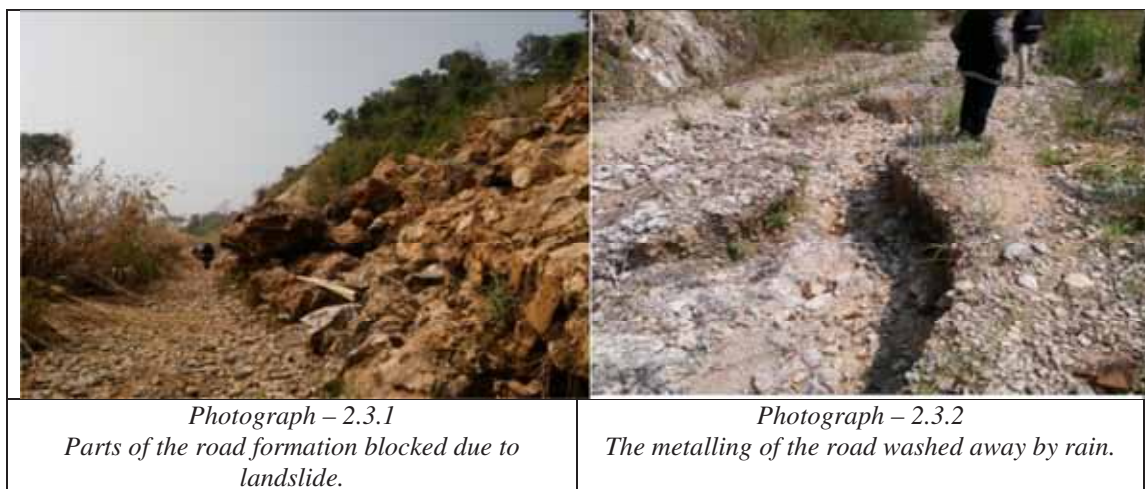 Photograph – 2.3.1
Parts of the road formation blocked due to
landslide.
Photograph – 2.3.2
The metalling of the road washed away by rain.